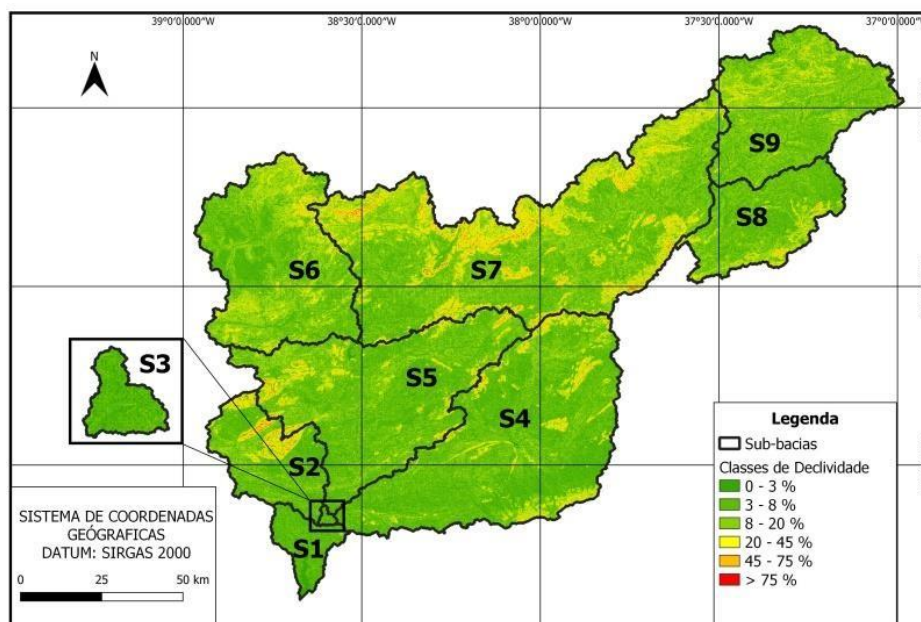 39°0'0.000"W
38°30'0.000"W
38°0'0.000"W
37°30'0.000"W
37°0'0.000"W
N
S9
S8
S6
S7
S3
S5
S4
S2
S1
SISTEMA DE COORDENADAS
GEÓGRAFICAS
DATUM: SIRGAS 2000
0 25 50 km
Legenda
Sub-bacias
Classes de Declividade
0 - 3 %
3 - 8 %
8 - 20 %
20 - 45 %
45 - 75 %
> 75 %